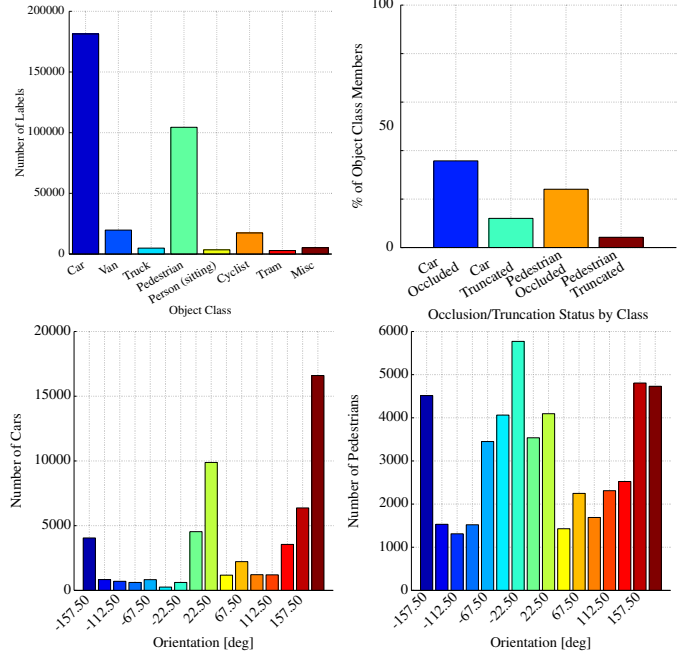 200000
150000
100000
50000
0
Number of Labels
Car
Van
Truck
Pedestrian
Person (sitting)
Cyclist
Tram
Misc
Object Class
100
50
0
% of Object Class Members
Car
Occluded
Car
Truncated
Pedestrian
Occluded
Pedestrian
Truncated
Occlusion/Truncation Status by Class
20000
15000
10000
5000
0
Number of Cars
-157.50
-112.50
-67.50
-22.50
22.50
67.50
112.50
157.50
Orientation [deg]
6000
5000
4000
3000
2000
1000
0
Number of Pedestrians
-157.50
-112.50
-67.50
-22.50
22.50
67.50
112.50
157.50
Orientation [deg]